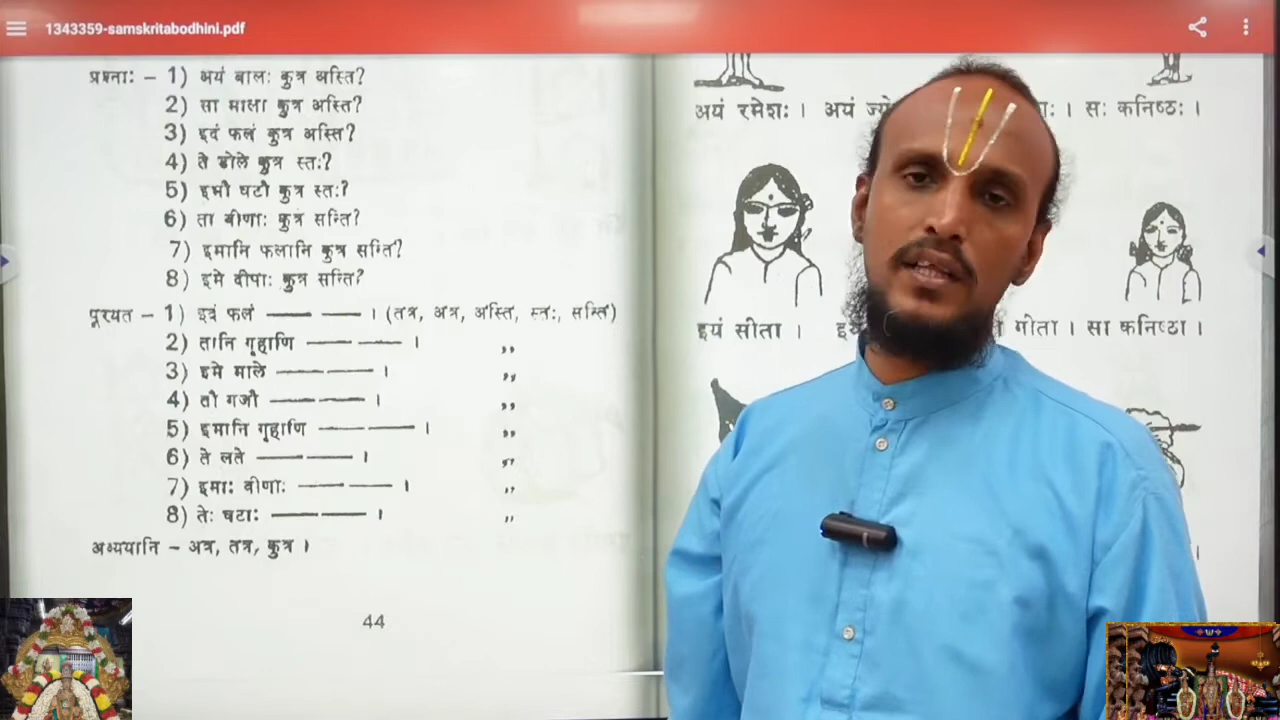 1343359-samskritabodhini.pdf
प्रश्नाः - 1) अयं बालः कुत्र अस्ति?
2) सा माला कुत्र अस्ति?
3) इदं फलं कुत्र अस्ति?
4) ते डोले कुत्र स्तः?
5) इमौ घटौ कुत्र स्तः?
6) ता वीणाः कुत्र सन्ति?
7) इमानि फलानि कुत्र सन्ति?
8) इमे दीपाः कुत्र सन्ति?
पूरयत - 1) इदं फलं —— —— । (तत्र, अत्र, अस्ति, स्तः, सन्ति)
2) तानि गृहाणि —— —— । ,,
3) इमे माले —— —— । ,,
4) तौ गजौ —— —— । ,,
5) इमानि गृहाणि —— —— । ,,
6) ते लते —— —— । ,,
7) इमाः वीणाः —— —— । ,,
8) तेः घटाः —— —— । ,,
अव्ययानि - अत्र, तत्र, कुत्र ।
44
अयं रमेशः । अयं सः कनिष्ठः ।
इयं सीता । गीता । सा कनिष्ठा ।